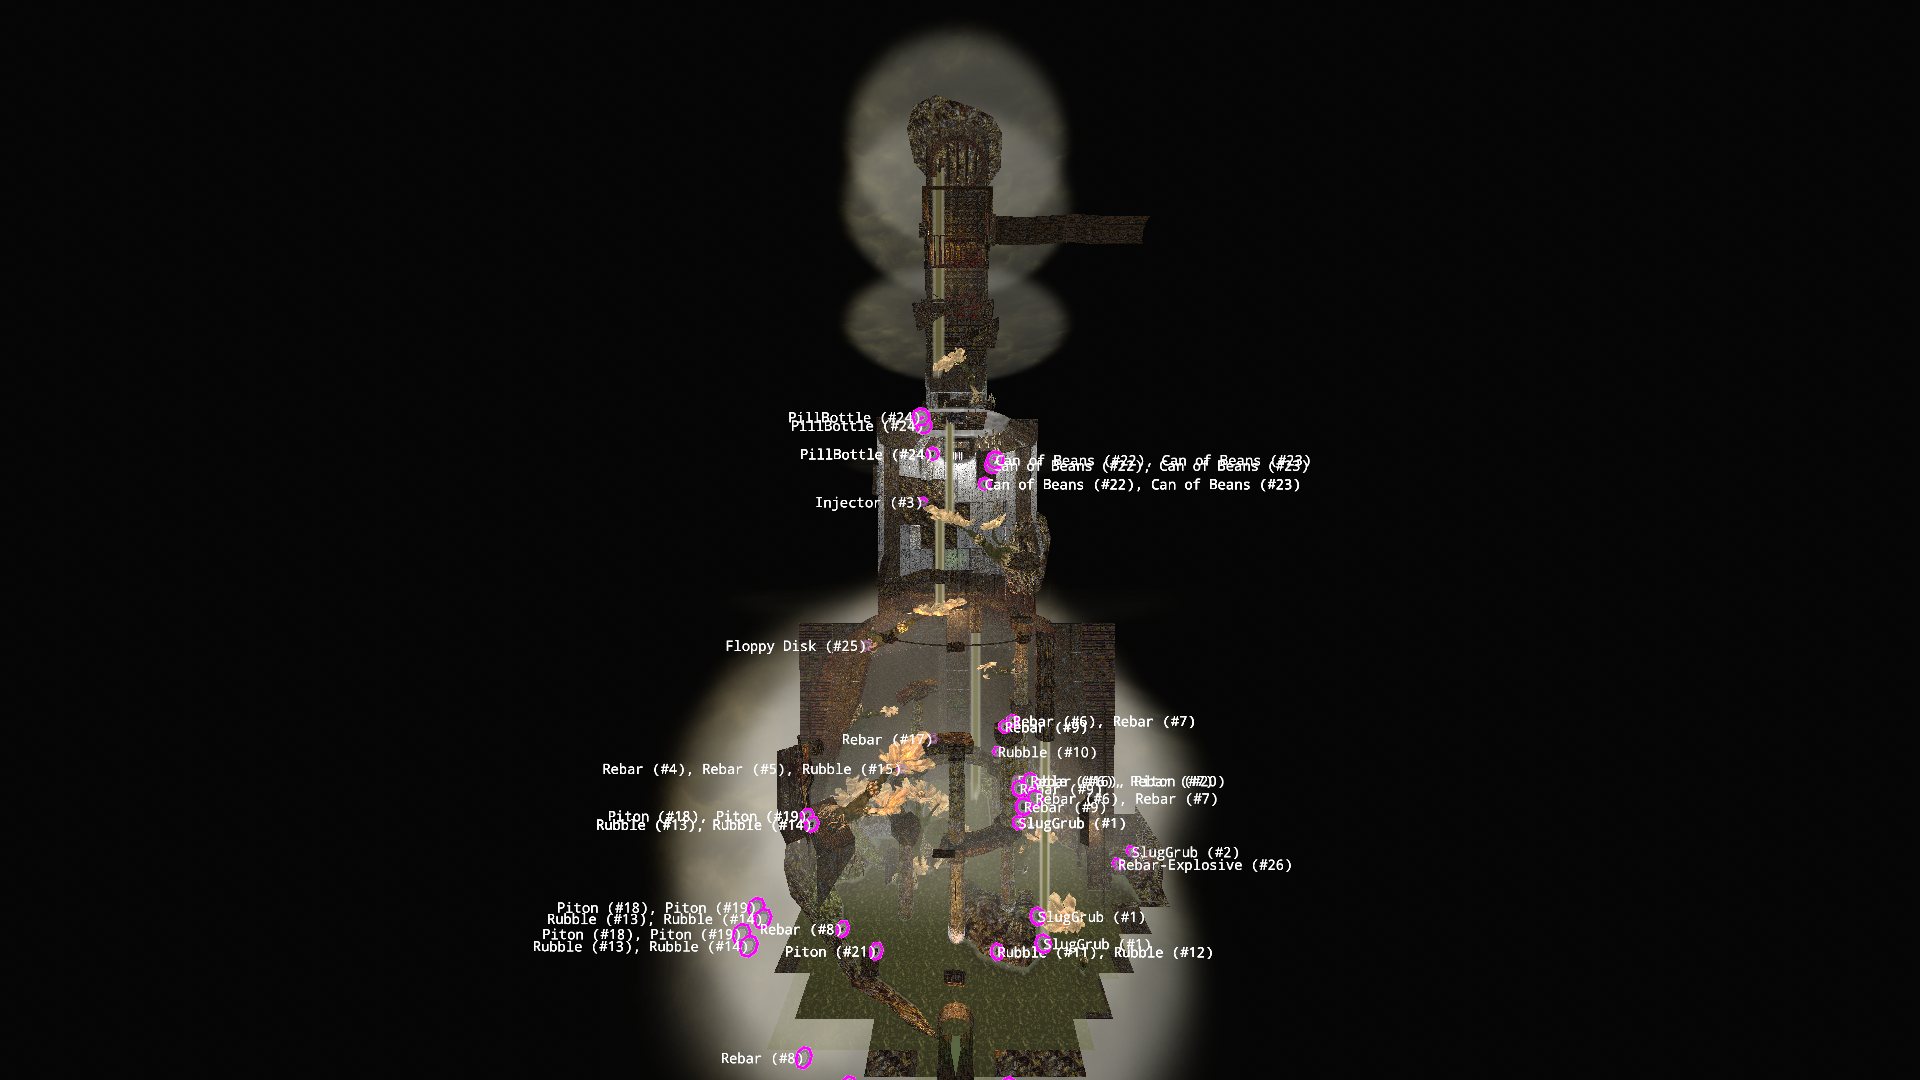 PillBottle (#24)
PillBottle (#24)
PillBottle (#24)
Can of Beans (#22), Can of Beans (#23)
Can of Beans (#22), Can of Beans (#23)
Can of Beans (#22), Can of Beans (#23)
Injector (#3)
Floppy Disk (#25)
Rebar (#6), Rebar (#7)
Rebar (#9)
Rebar (#17)
Rubble (#10)
Rebar (#4), Rebar (#5), Rubble (#15)
Rebar (#9)
Rebar (#6), Rebar (#7)
Rebar (#9)
Piton (#18), Piton (#19)
Rubble (#13), Rubble (#14)
SlugGrub (#1)
SlugGrub (#2)
Rebar-Explosive (#26)
Piton (#18), Piton (#19)
Rubble (#13), Rubble (#14)
SlugGrub (#1)
Rebar (#8)
Piton (#18), Piton (#19)
Rubble (#13), Rubble (#14)
SlugGrub (#1)
Piton (#21)
Rubble (#11), Rubble (#12)
Rebar (#8)